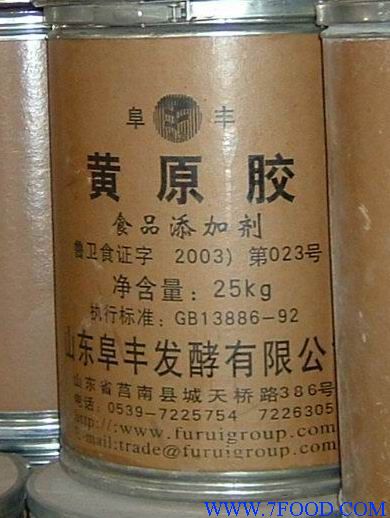 阜 丰
黄原胶
食品添加剂
鲁卫食证字 2003) 第023号
净含量: 25kg
执行标准: GB13886-92
山东阜丰发酵有限公
山东省莒南县城天桥路386号
电话: 0539-7225754 7226305
http://:www.furuigroup.com
E-mail:trade@furuigroup.com
WWW.7FOOD.COM